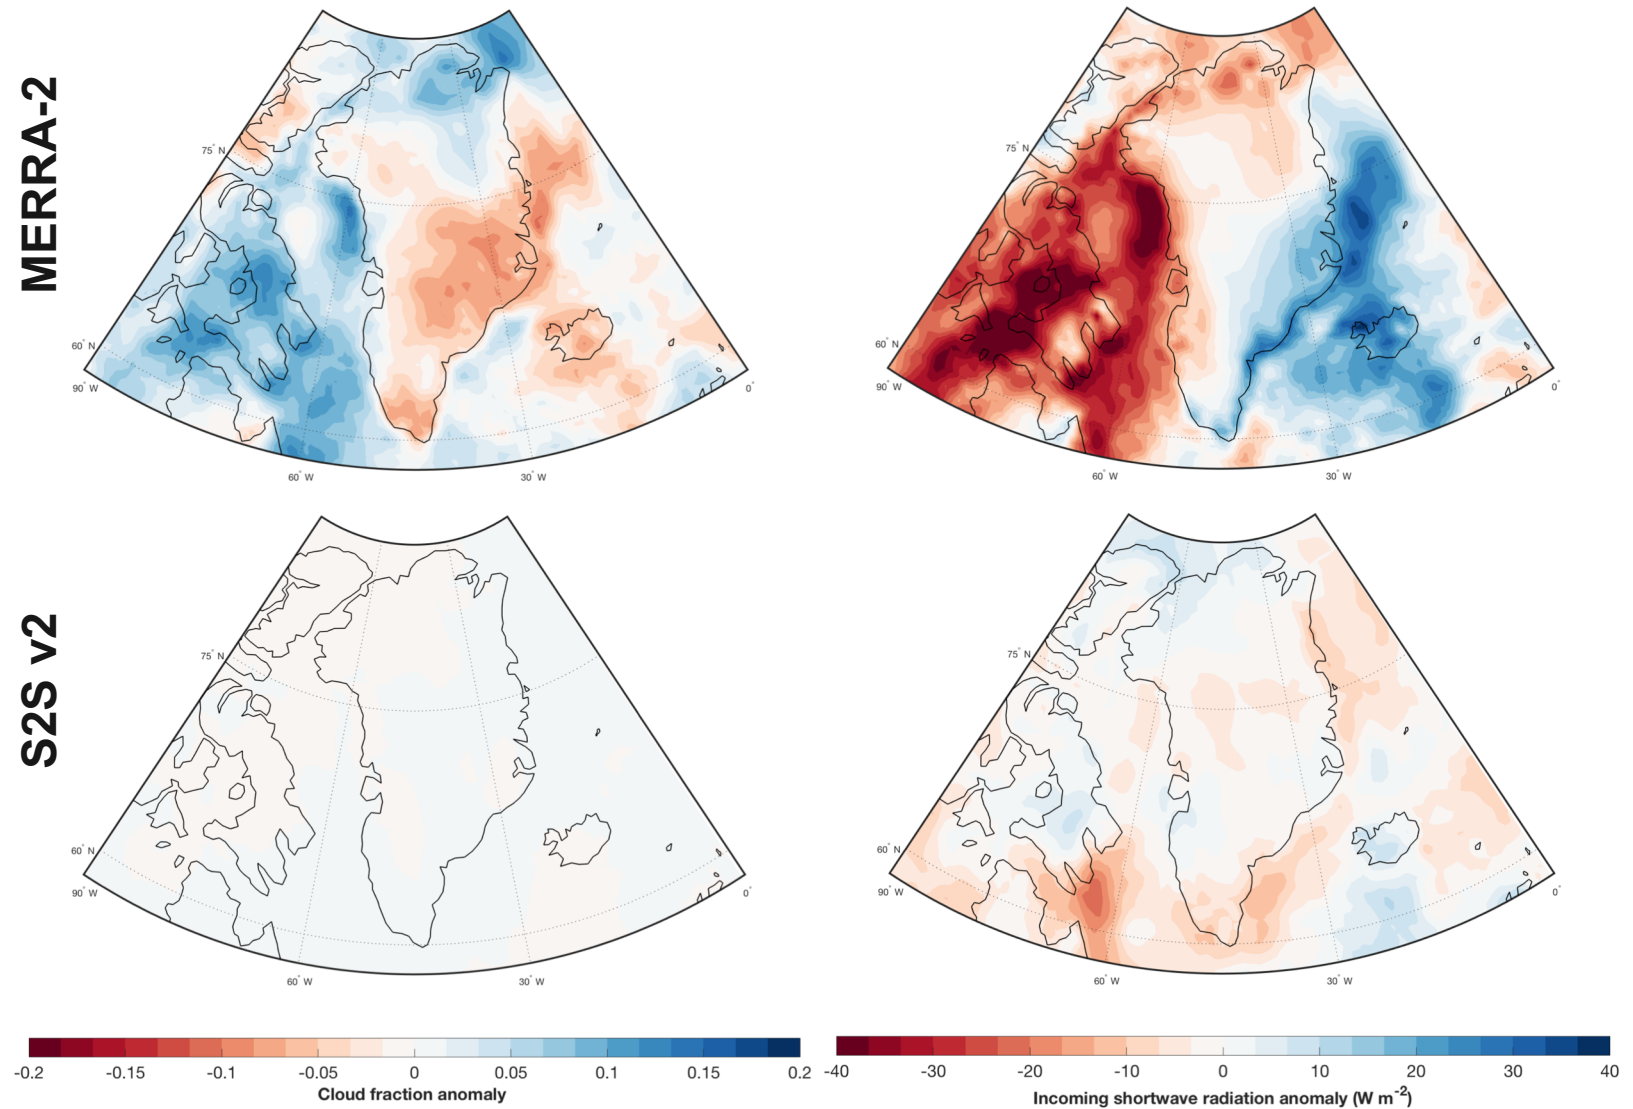 MERRA-2
75° N
60° N
90° W
60° W
30° W
0°
75° N
60° N
90° W
60° W
30° W
0°
S2S v2
75° N
60° N
90° W
60° W
30° W
0°
75° N
60° N
90° W
60° W
30° W
0°
-0.2 -0.15 -0.1 -0.05 0 0.05 0.1 0.15 0.2
Cloud fraction anomaly
-40 -30 -20 -10 0 10 20 30 40
Incoming shortwave radiation anomaly (W m⁻²)